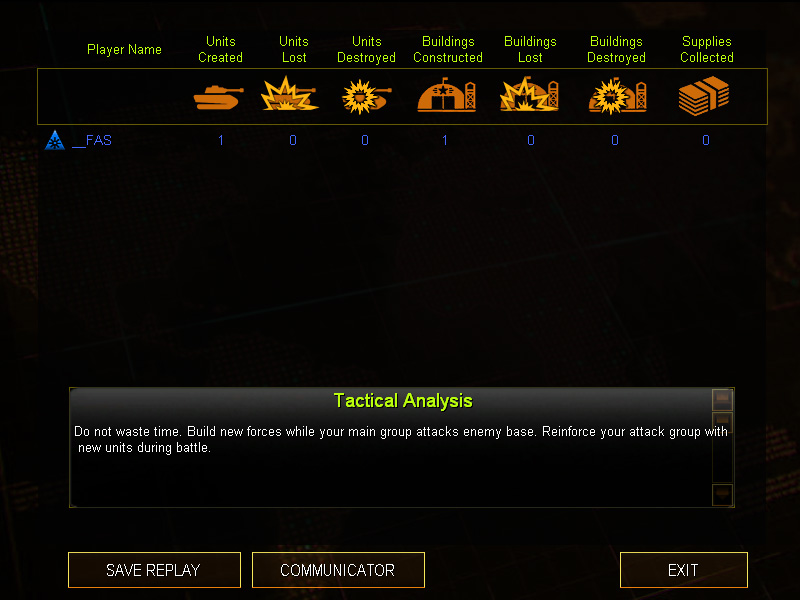 Player Name
Units Created
Units Lost
Units Destroyed
Buildings Constructed
Buildings Lost
Buildings Destroyed
Supplies Collected
__FAS 1 0 0 1 0 0 0
Tactical Analysis
Do not waste time. Build new forces while your main group attacks enemy base. Reinforce your attack group with
new units during battle.
SAVE REPLAY
COMMUNICATOR
EXIT